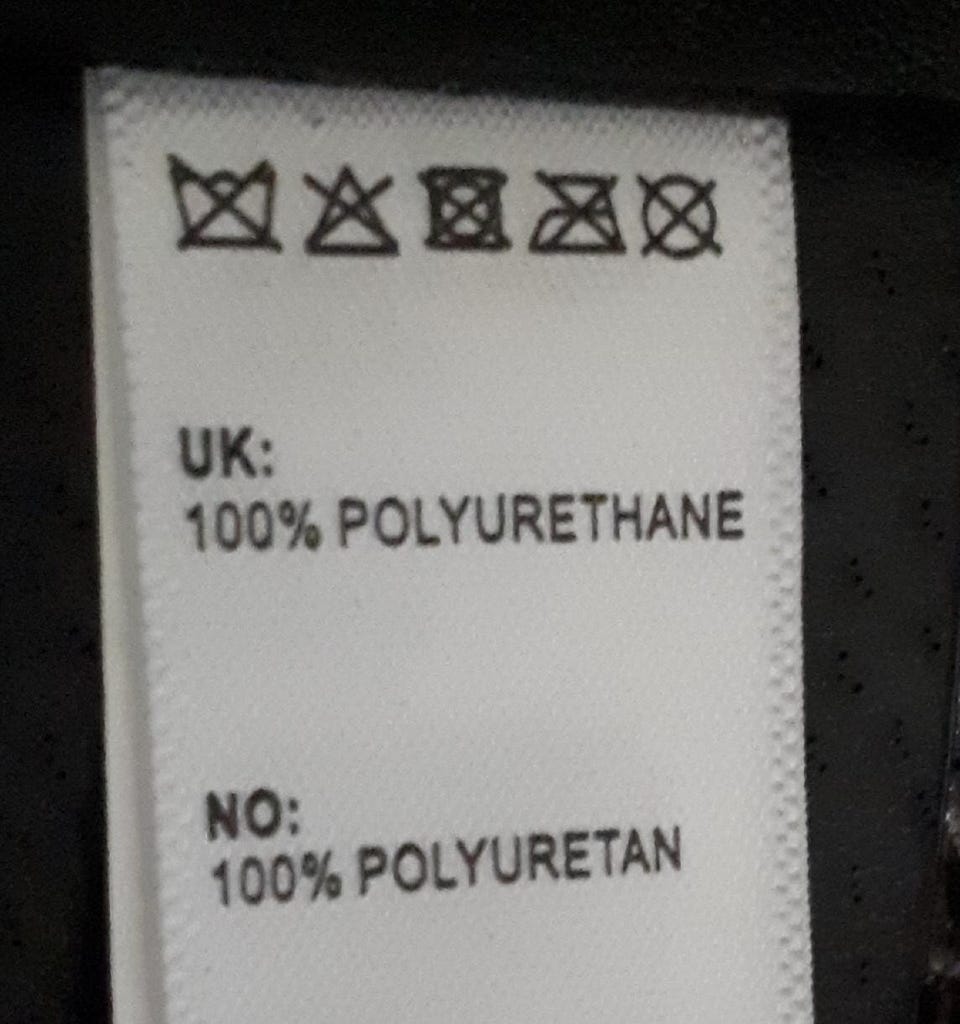 UK:
100% POLYURETHANE
NO:
100% POLYURETAN